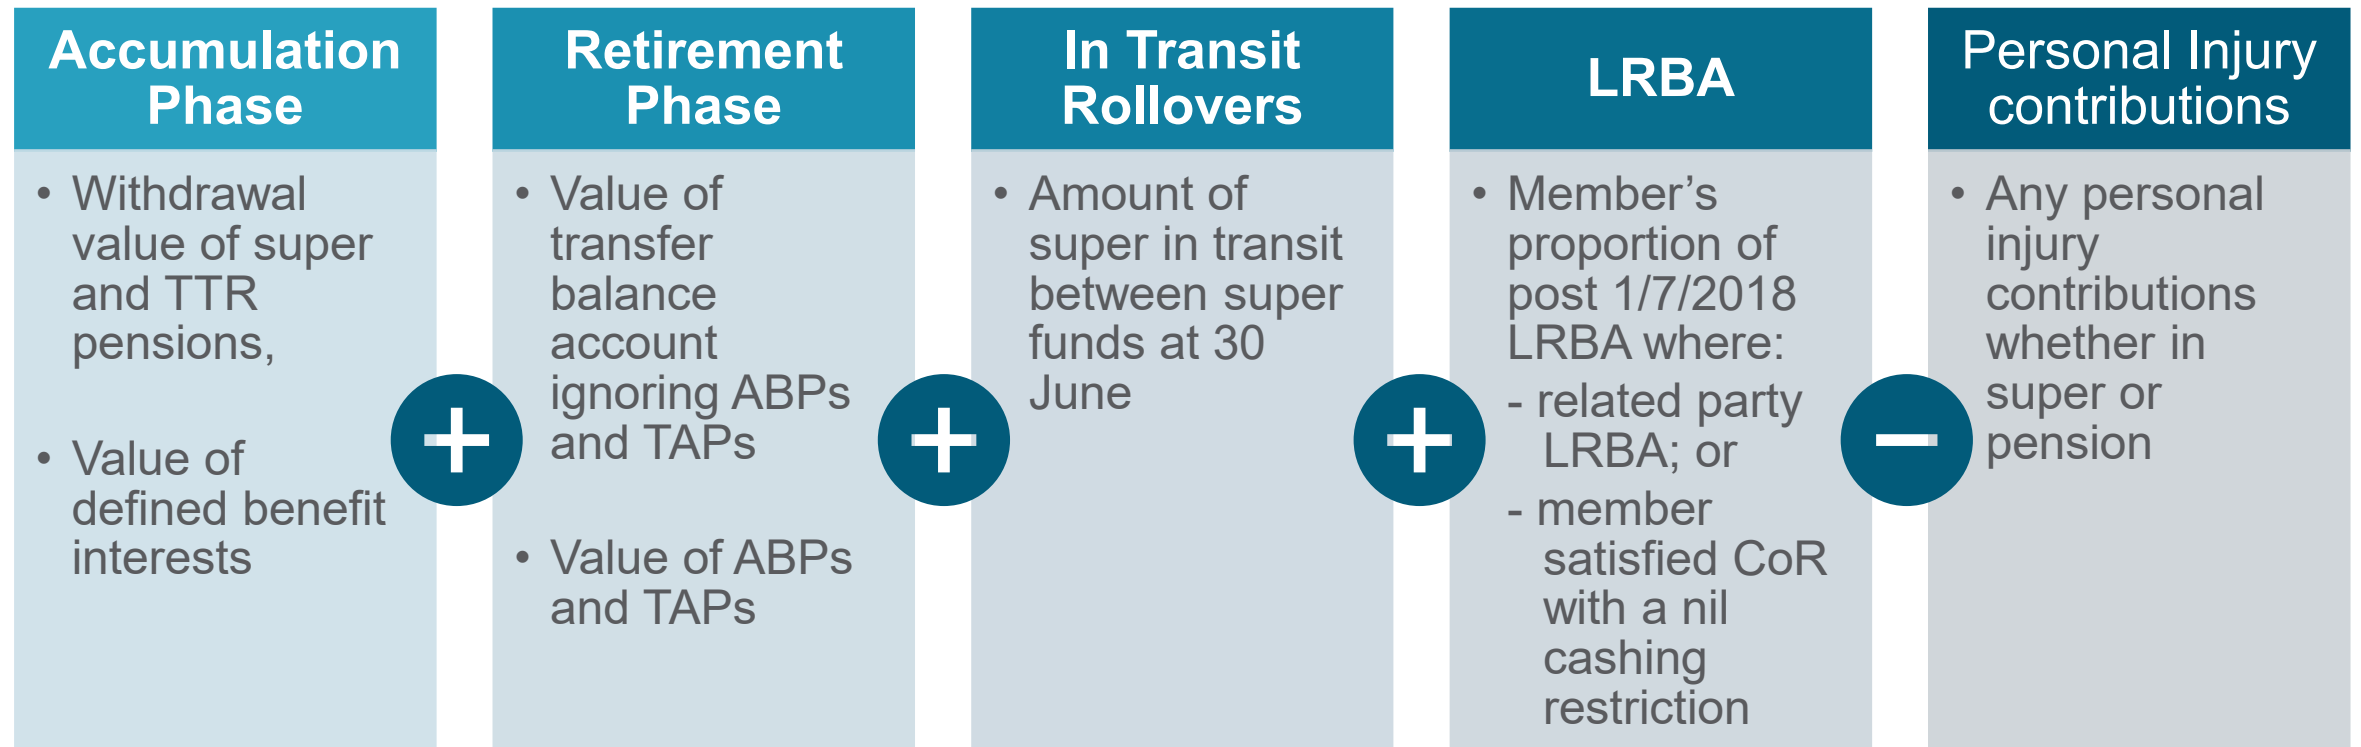 Accumulation
Phase
• Withdrawal
value of super
and TTR
pensions,
• Value of
defined benefit
interests
+
Retirement
Phase
• Value of
transfer
balance
account
ignoring ABPs
and TAPs
• Value of ABPs
and TAPs
+
In Transit
Rollovers
• Amount of
super in transit
between super
funds at 30
June
+
LRBA
• Member’s
proportion of
post 1/7/2018
LRBA where:
- related party
LRBA; or
- member
satisfied CoR
with a nil
cashing
restriction
−
Personal Injury
contributions
• Any personal
injury
contributions
whether in
super or
pension